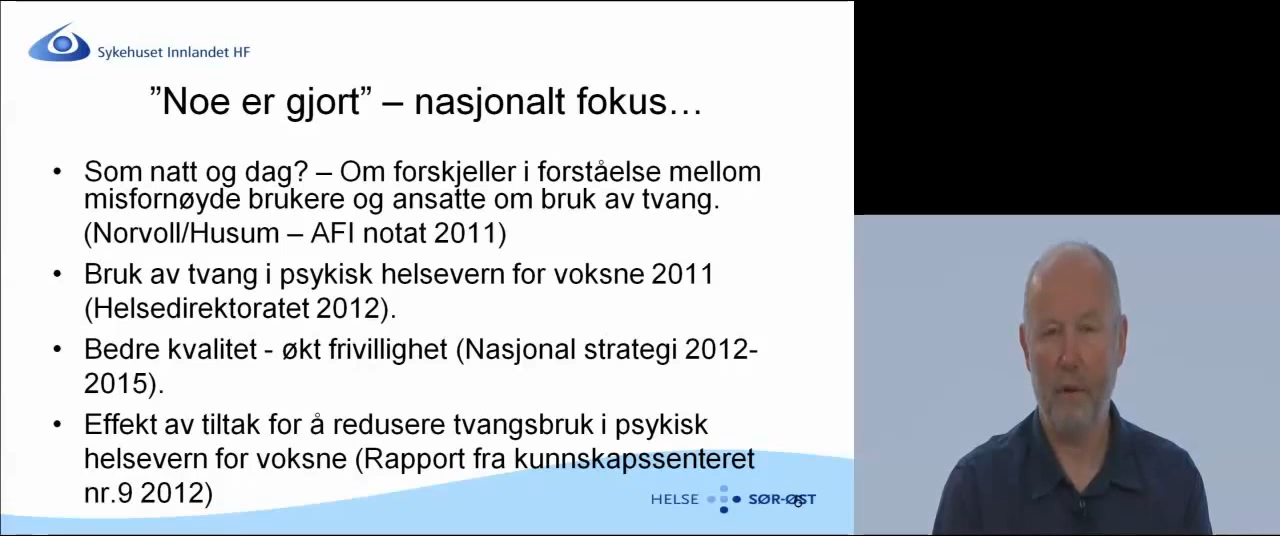 Sykehuset Innlandet HF
”Noe er gjort” – nasjonalt fokus…
• Som natt og dag? – Om forskjeller i forståelse mellom
misfornøyde brukere og ansatte om bruk av tvang.
(Norvoll/Husum – AFI notat 2011)
• Bruk av tvang i psykisk helsevern for voksne 2011
(Helsedirektoratet 2012).
• Bedre kvalitet - økt frivillighet (Nasjonal strategi 2012-
2015).
• Effekt av tiltak for å redusere tvangsbruk i psykisk
helsevern for voksne (Rapport fra kunnskapssenteret
nr.9 2012)
HELSE SØR-ØST
6